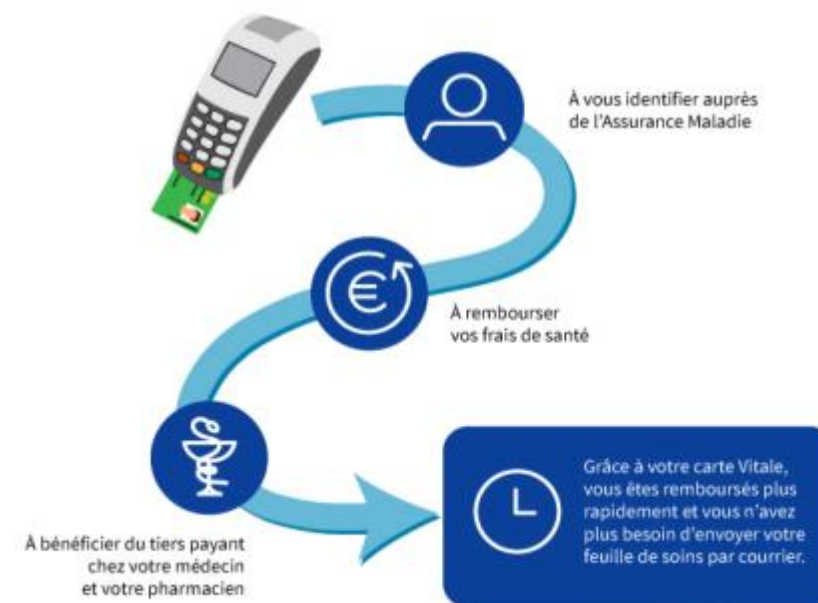 À vous identifier auprès
de l'Assurance Maladie
À rembourser
vos frais de santé
À bénéficier du tiers payant
chez votre médecin
et votre pharmacien
Grâce à votre carte Vitale,
vous êtes remboursés plus
rapidement et vous n'avez
plus besoin d'envoyer votre
feuille de soins par courrier.